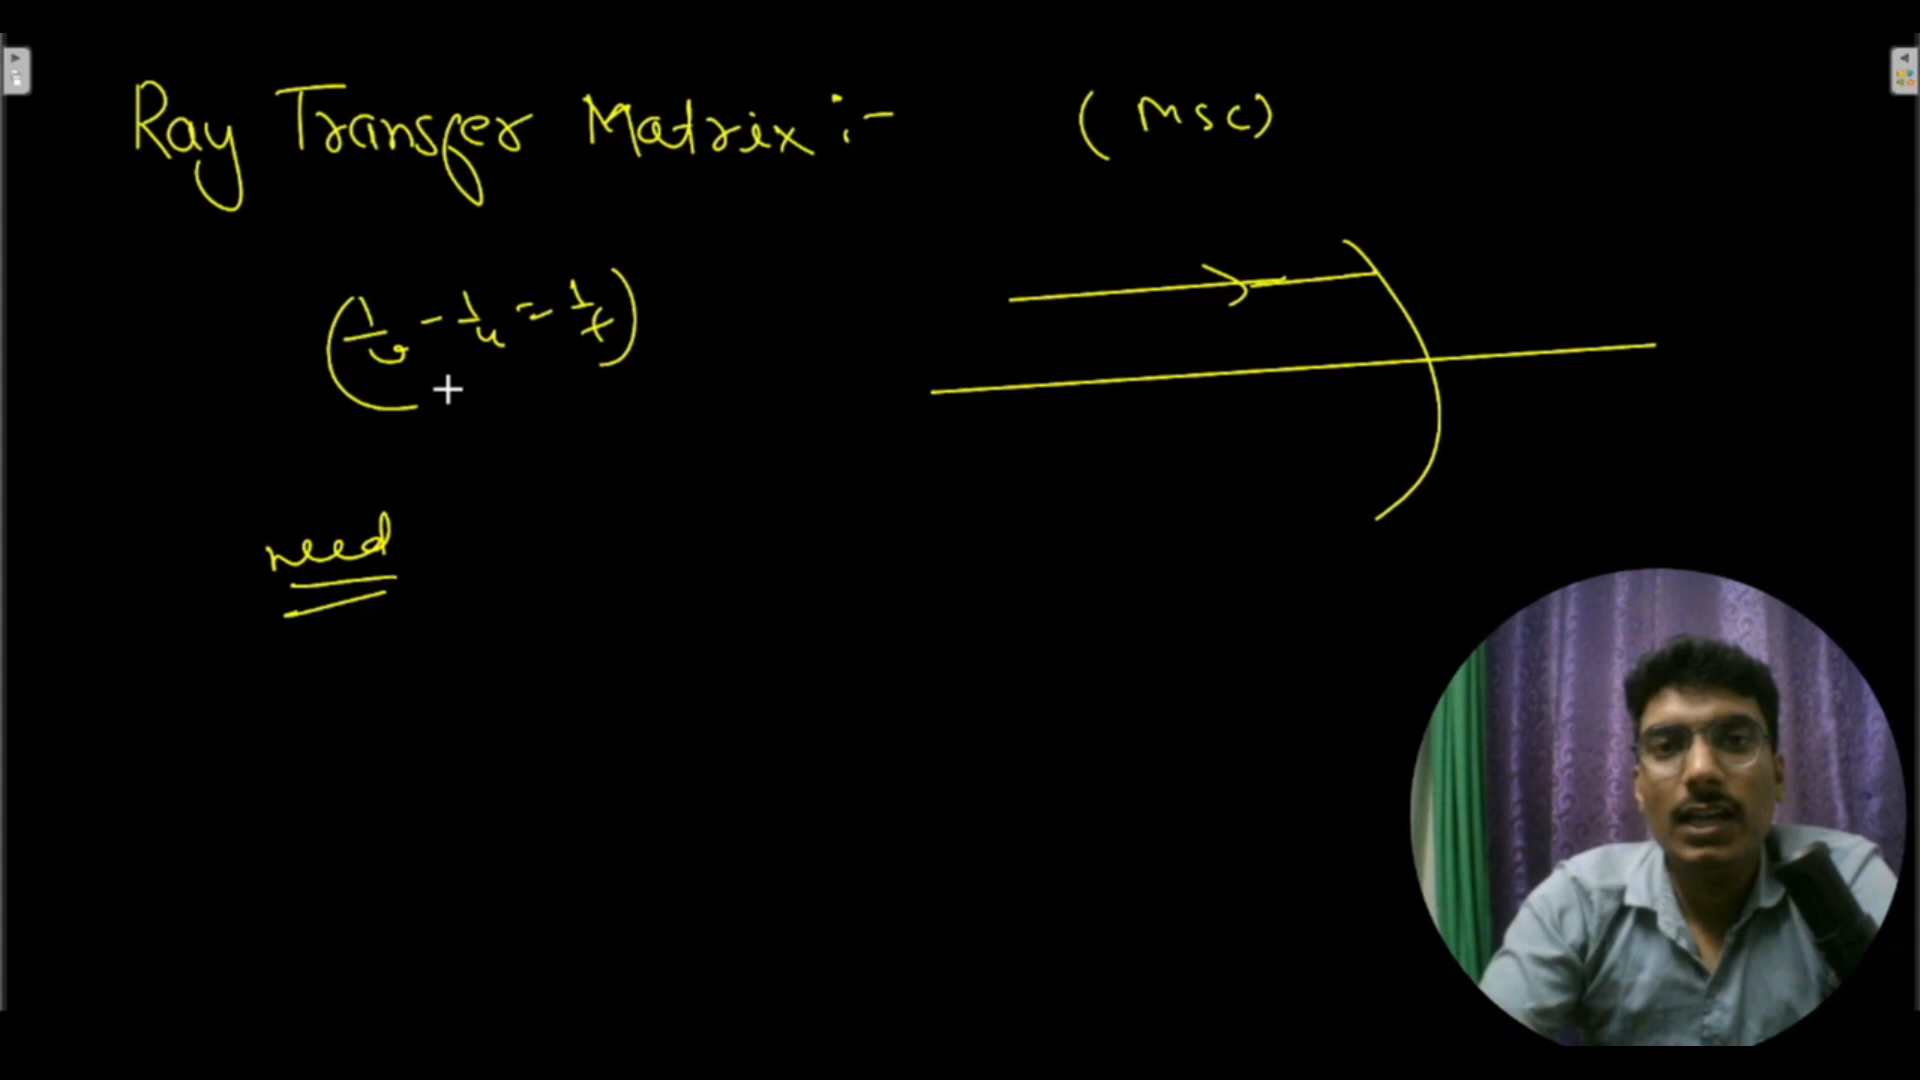 Ray Transfer Matrix :- (MSC)
(1/v - 1/u = 1/f)
need